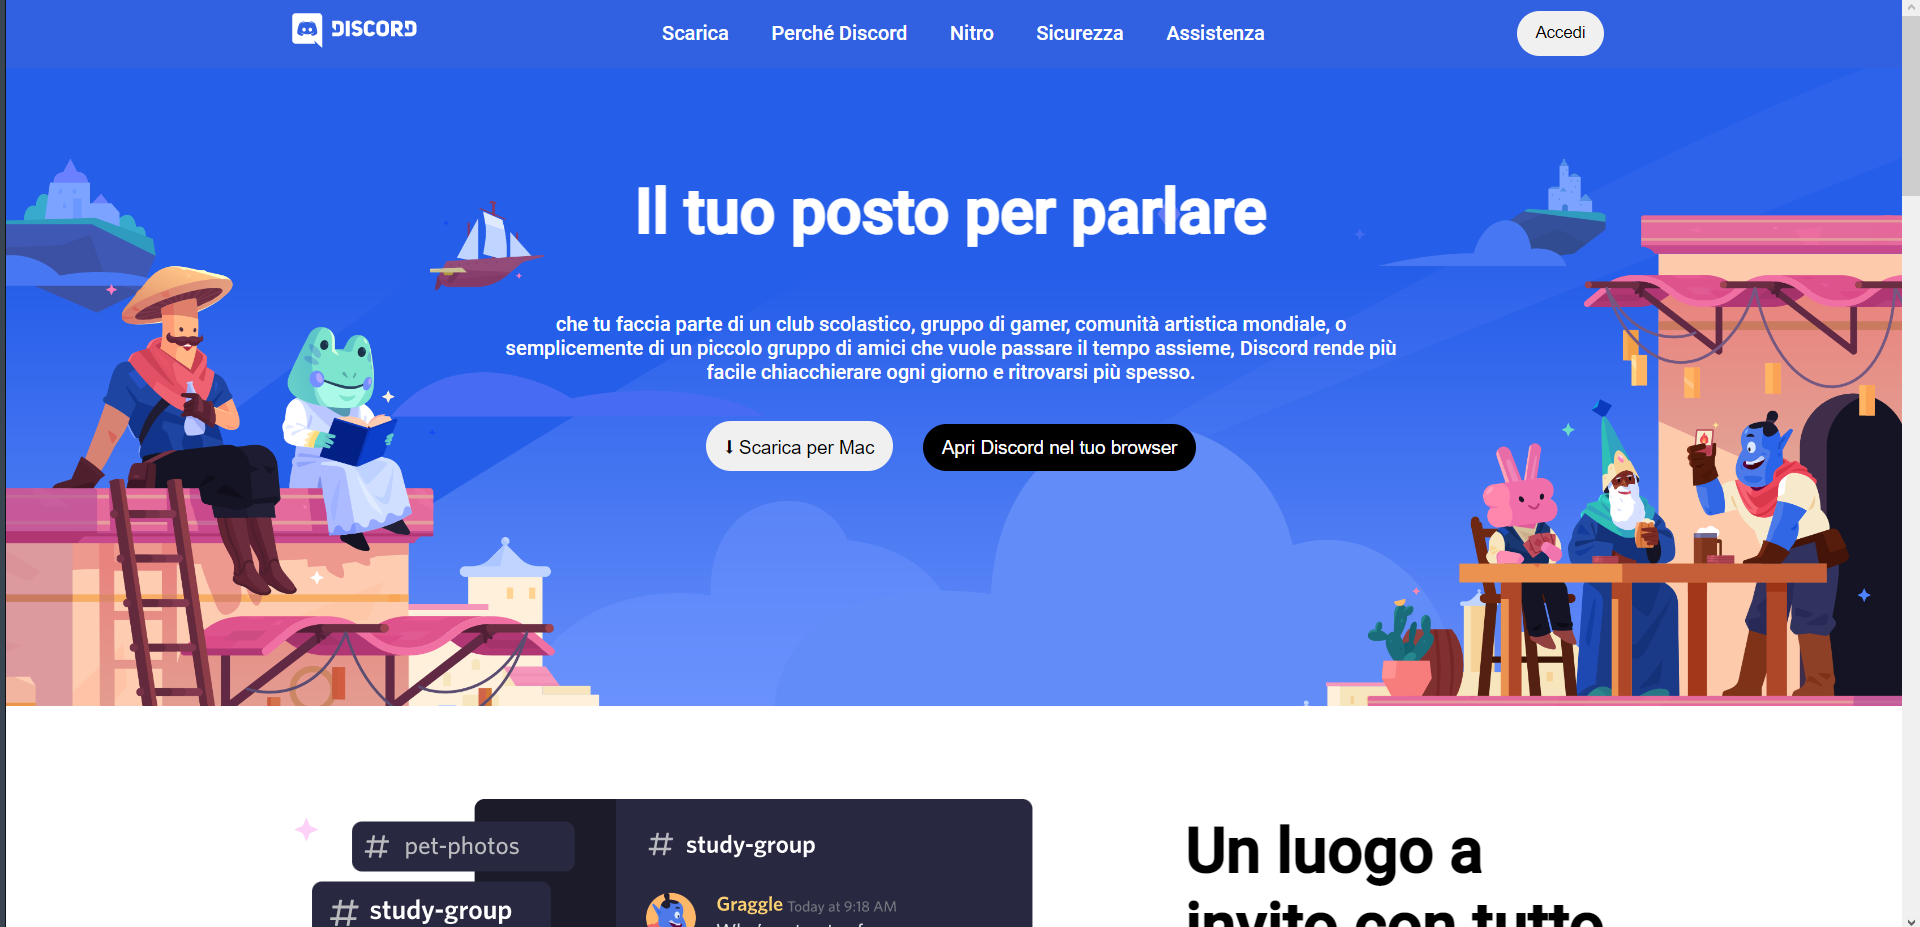 DISCORD
Scarica
Perché Discord
Nitro
Sicurezza
Assistenza
Accedi
Il tuo posto per parlare
che tu faccia parte di un club scolastico, gruppo di gamer, comunità artistica mondiale, o
semplicemente di un piccolo gruppo di amici che vuole passare il tempo assieme, Discord rende più
facile chiacchierare ogni giorno e ritrovarsi più spesso.
⬇ Scarica per Mac
Apri Discord nel tuo browser
# pet-photos
# study-group
# study-group
Graggle Today at 9:18 AM
Un luogo a
invito con tutto